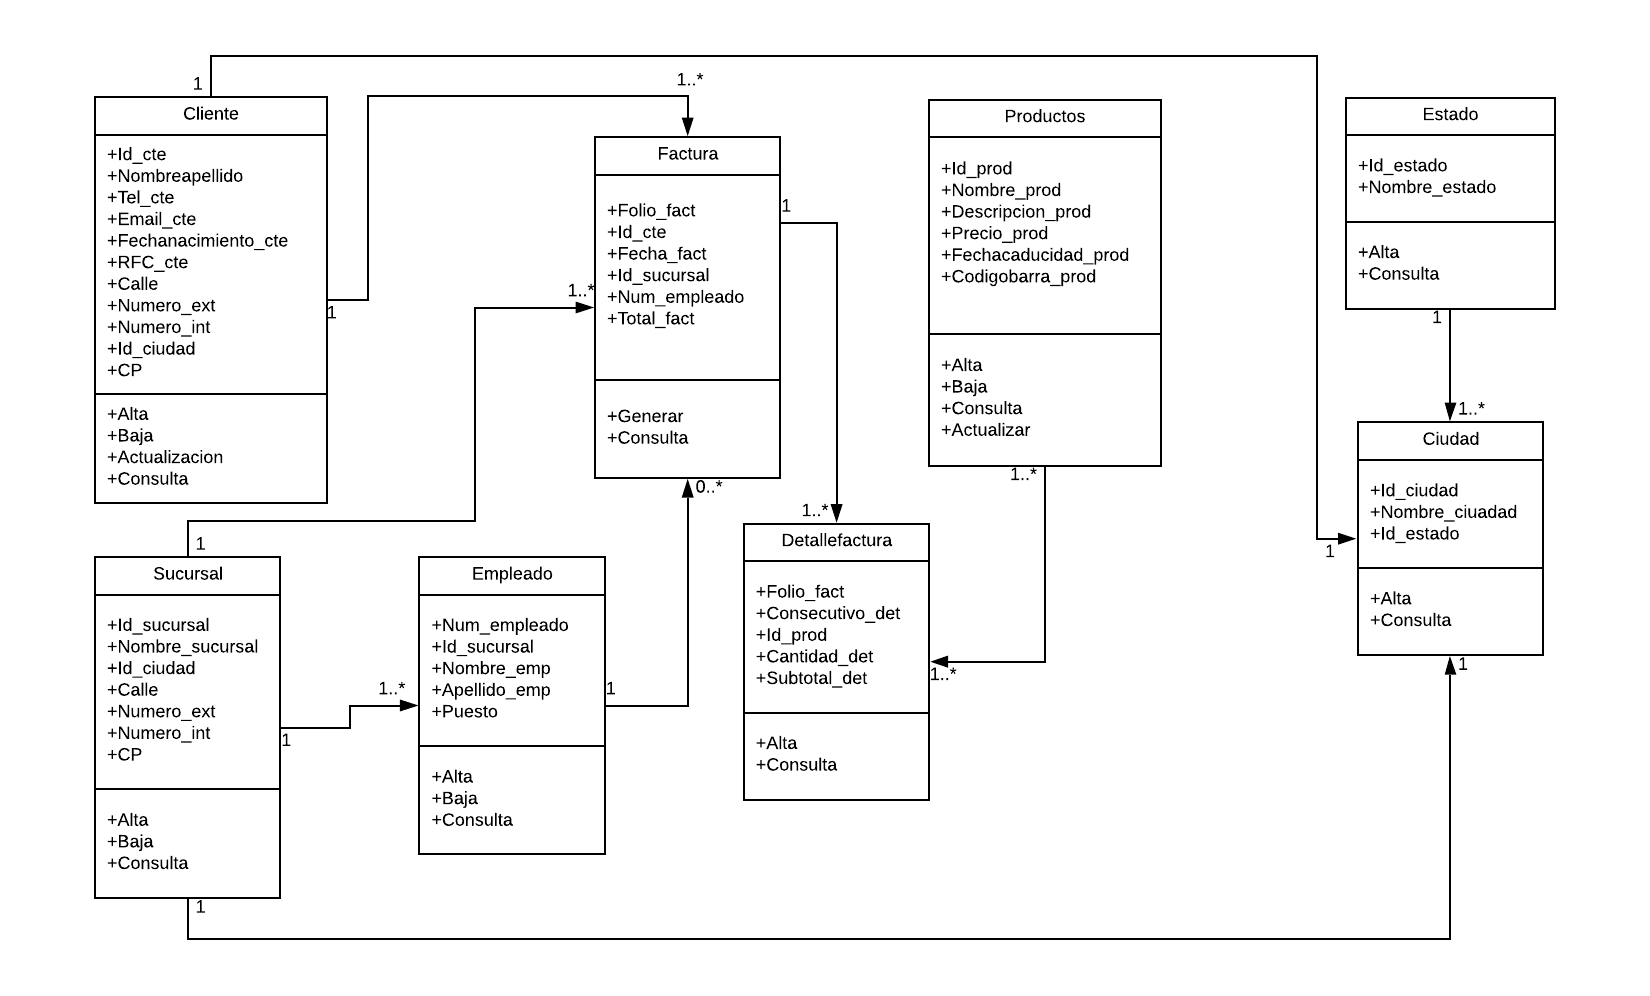 1
1..*
Cliente
+Id_cte
+Nombreapellido
+Tel_cte
+Email_cte
+Fechanacimiento_cte
+RFC_cte
+Calle
+Numero_ext
+Numero_int
+Id_ciudad
+CP
+Alta
+Baja
+Actualizacion
+Consulta
1
Factura
+Folio_fact
+Id_cte
+Fecha_fact
+Id_sucursal
+Num_empleado
+Total_fact
+Generar
+Consulta
1
1..*
0..*
Productos
+Id_prod
+Nombre_prod
+Descripcion_prod
+Precio_prod
+Fechacaducidad_prod
+Codigobarra_prod
+Alta
+Baja
+Consulta
+Actualizar
1..*
Estado
+Id_estado
+Nombre_estado
+Alta
+Consulta
1
1..*
Ciudad
+Id_ciudad
+Nombre_ciuadad
+Id_estado
+Alta
+Consulta
1
1
1
Sucursal
+Id_sucursal
+Nombre_sucursal
+Id_ciudad
+Calle
+Numero_ext
+Numero_int
+CP
+Alta
+Baja
+Consulta
1
1
1..*
Empleado
+Num_empleado
+Id_sucursal
+Nombre_emp
+Apellido_emp
+Puesto
+Alta
+Baja
+Consulta
1
1..*
Detallefactura
+Folio_fact
+Consecutivo_det
+Id_prod
+Cantidad_det
+Subtotal_det
+Alta
+Consulta
1..*